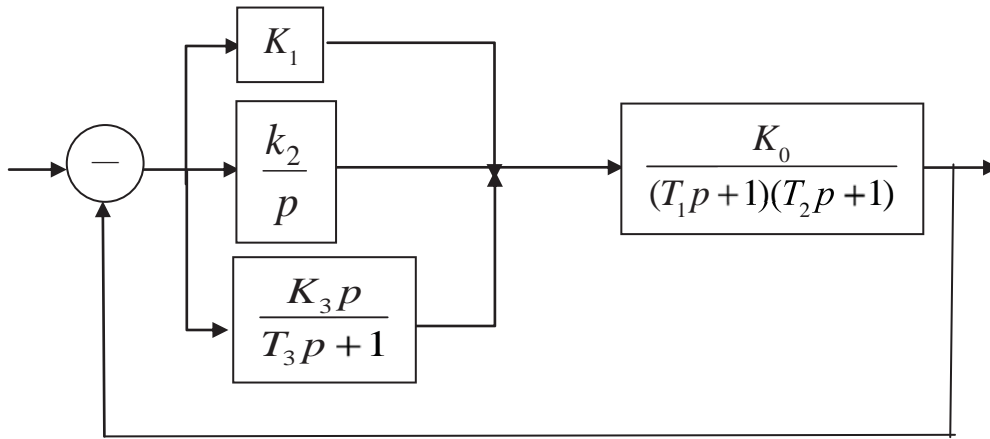 K₁
—
k₂
p
K₀
(T₁p+1)(T₂p+1)
K₃p
T₃p+1